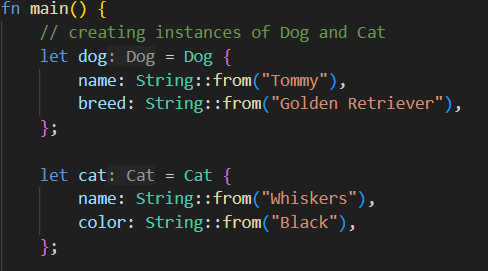 fn main() {
    // creating instances of Dog and Cat
    let dog: Dog = Dog {
        name: String::from("Tommy"),
        breed: String::from("Golden Retriever"),
    };

    let cat: Cat = Cat {
        name: String::from("Whiskers"),
        color: String::from("Black"),
    };